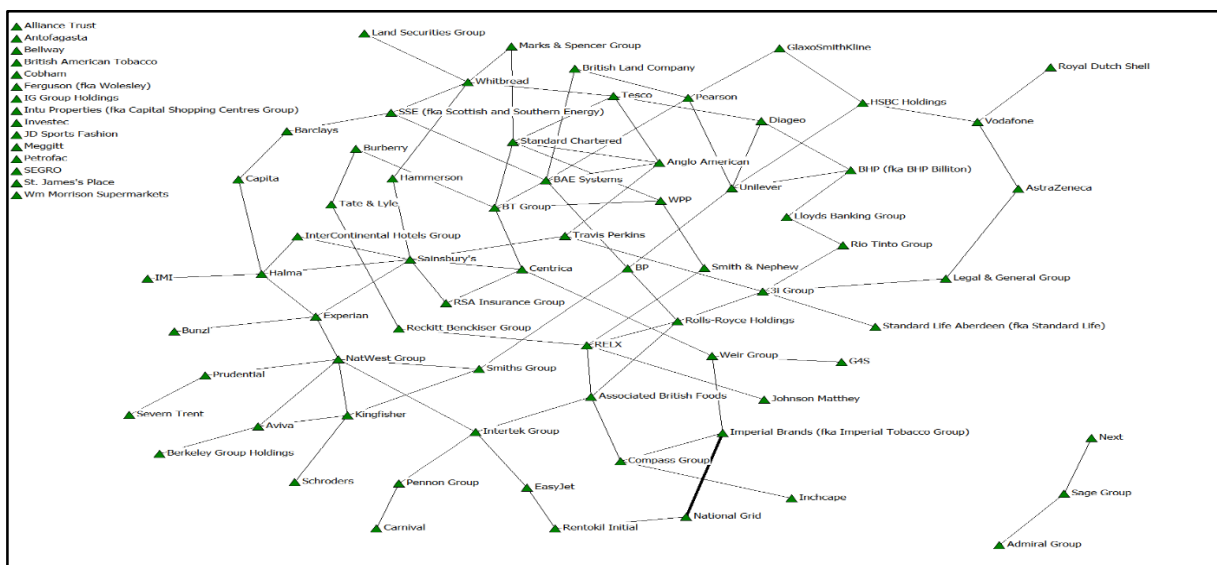 Alliance Trust
Antofagasta
Bellway
British American Tobacco
Cobham
Ferguson (fka Wolesley)
IG Group Holdings
Intu Properties (fka Capital Shopping Centres Group)
Investec
JD Sports Fashion
Meggitt
Petrofac
SEGRO
St. James's Place
Wm Morrison Supermarkets
Land Securities Group
Marks & Spencer Group
GlaxoSmithKline
British Land Company
Royal Dutch Shell
Whitbread
Tesco
Pearson
HSBC Holdings
SSE (fka Scottish and Southern Energy)
Diageo
Vodafone
Barclays
Standard Chartered
Burberry
Anglo American
BHP (fka BHP Billiton)
Capita
Hammerson
BAE Systems
Unilever
AstraZeneca
Tate & Lyle
BT Group
WPP
Lloyds Banking Group
InterContinental Hotels Group
Travis Perkins
Rio Tinto Group
Sainsbury's
IMI
Halma
Centrica
BP
Smith & Nephew
Legal & General Group
3I Group
RSA Insurance Group
Experian
Bunzl
Reckitt Benckiser Group
Rolls-Royce Holdings
Standard Life Aberdeen (fka Standard Life)
RELX
NatWest Group
Weir Group
G4S
Prudential
Smiths Group
Associated British Foods
Johnson Matthey
Severn Trent
Kingfisher
Aviva
Intertek Group
Imperial Brands (fka Imperial Tobacco Group)
Next
Berkeley Group Holdings
Compass Group
Schroders
Pennon Group
EasyJet
Inchcape
Sage Group
Carnival
Rentokil Initial
National Grid
Admiral Group